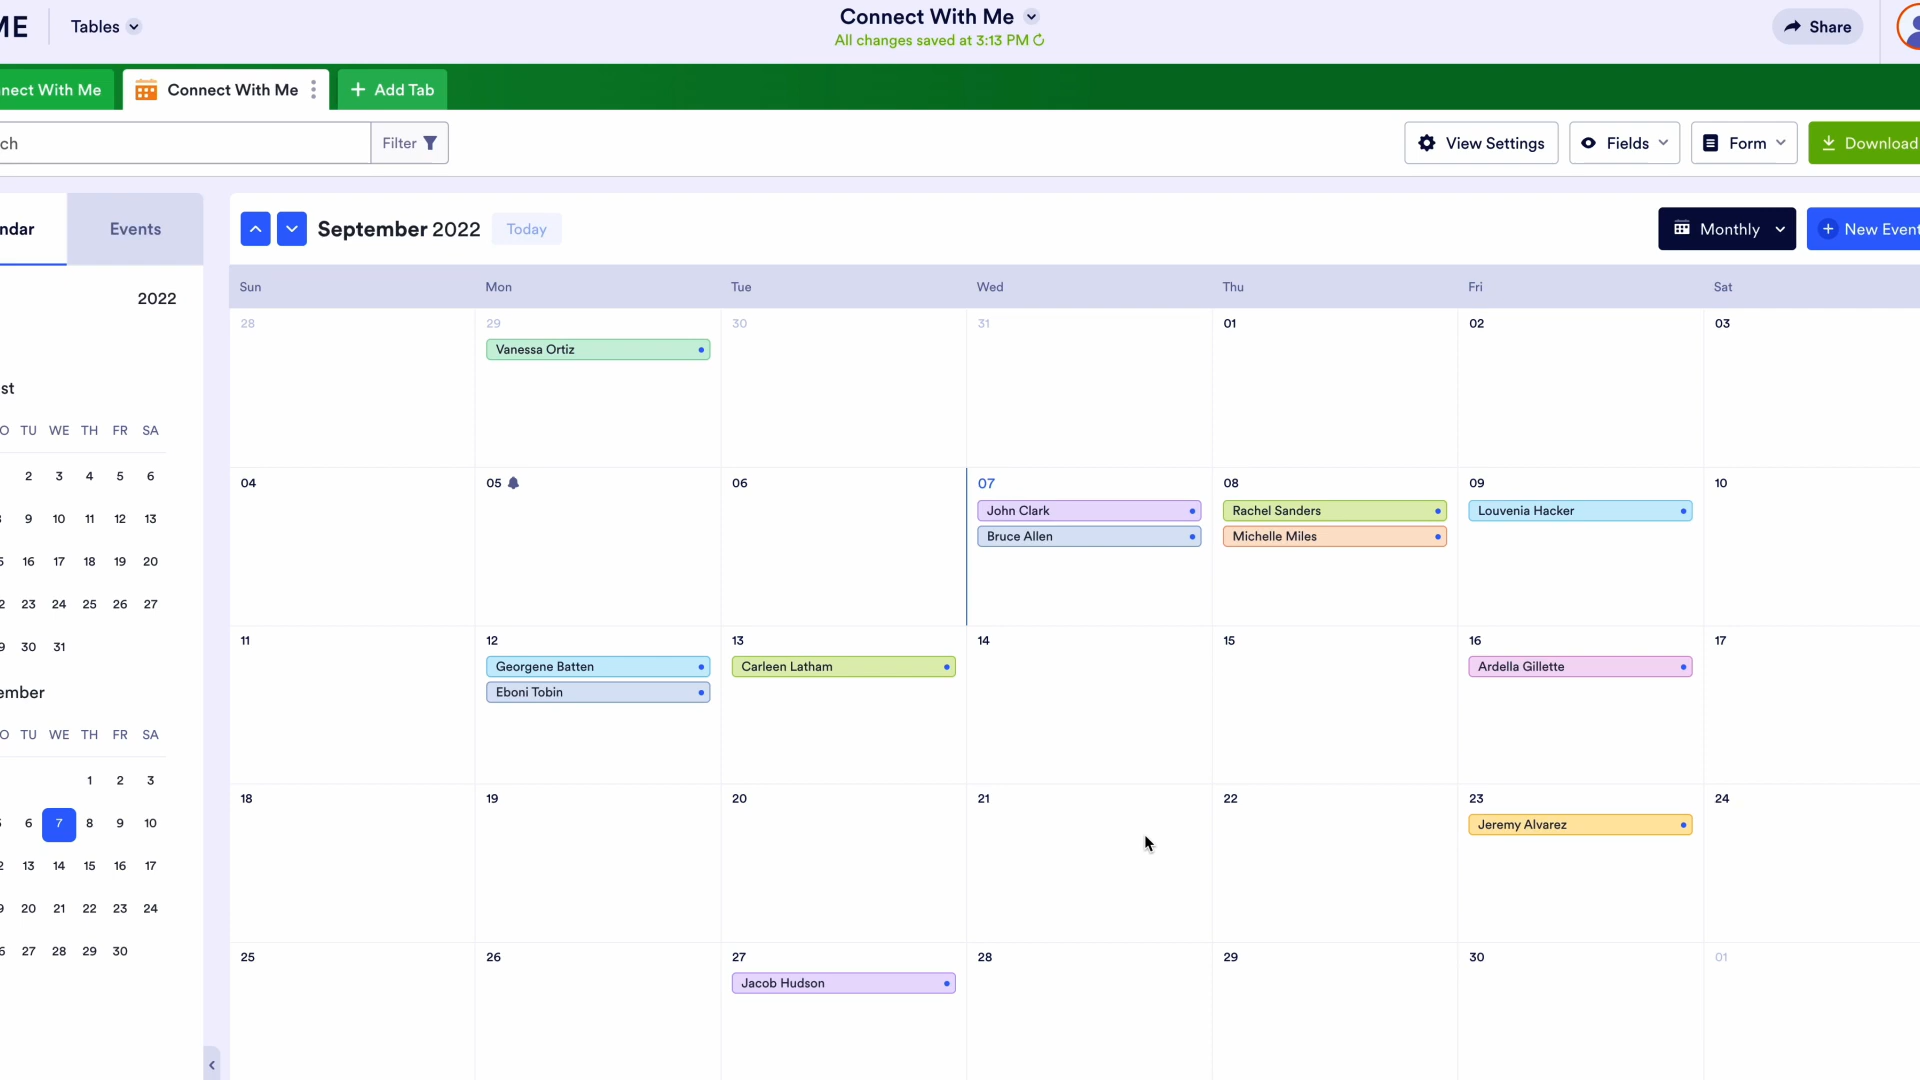 ME
Tables
Connect With Me
All changes saved at 3:13 PM
Share
nect With Me
Connect With Me
+ Add Tab
ch
Filter
View Settings
Fields
Form
Download
ndar
Events
September 2022
Today
Monthly
+ New Event
2022
Sun Mon Tue Wed Thu Fri Sat
28 29 30 31 01 02 03
Vanessa Ortiz
st
O TU WE TH FR SA
2 3 4 5 6
9 10 11 12 13
16 17 18 19 20
2 23 24 25 26 27
9 30 31
04 05 06 07 08 09 10
John Clark
Rachel Sanders
Louvenia Hacker
Bruce Allen
Michelle Miles
11 12 13 14 15 16 17
Georgene Batten
Carleen Latham
Ardella Gillette
Eboni Tobin
ember
O TU WE TH FR SA
1 2 3
6 7 8 9 10
2 13 14 15 16 17
9 20 21 22 23 24
6 27 28 29 30
18 19 20 21 22 23 24
Jeremy Alvarez
25 26 27 28 29 30 01
Jacob Hudson